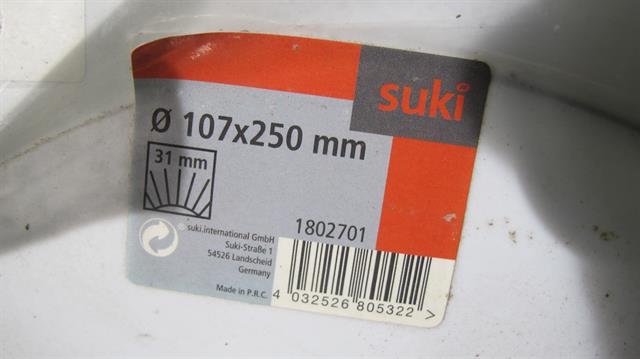 suki
Ø 107x250 mm
31 mm
1802701
suki.international GmbH
Suki-Straße 1
54526 Landscheid
Germany
Made in P.R.C.
4 032526 805322 >